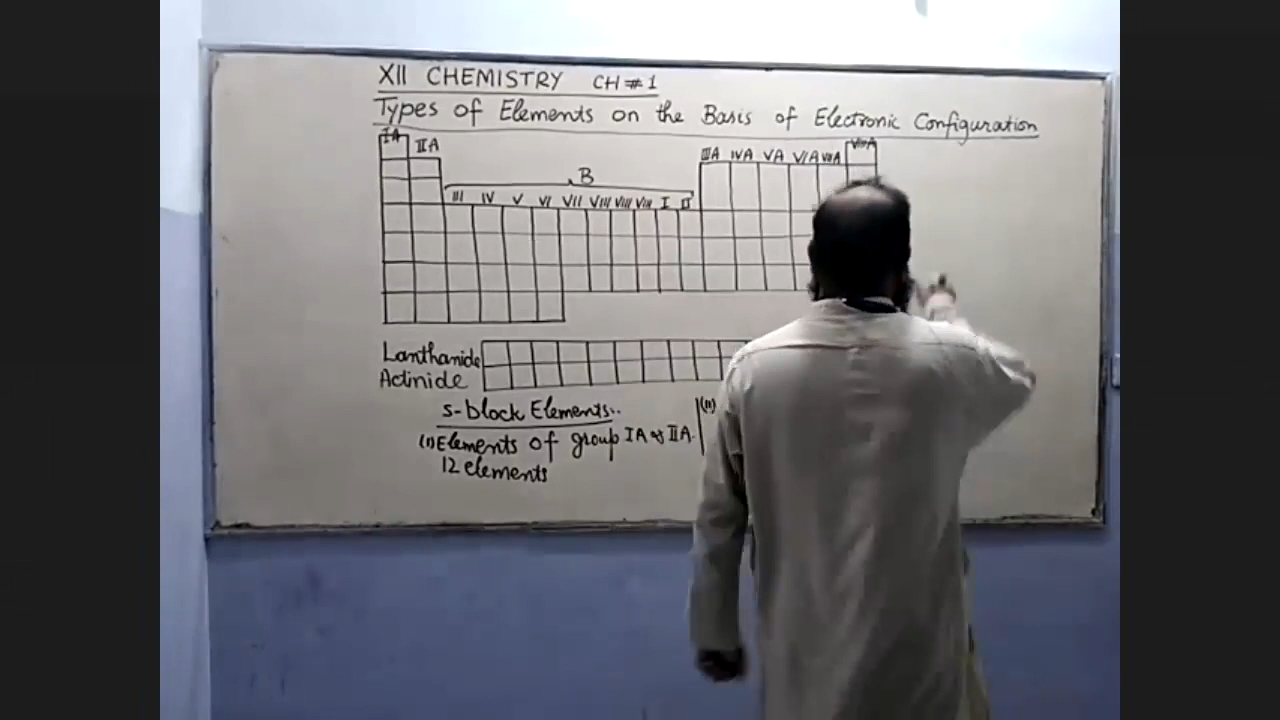 XII CHEMISTRY CH # 1
Types of Elements on the Basis of Electronic Configuration
IA IIA IIIA IVA VA VIA VIIA VIIIA
B
III IV V VI VII VIII VIII VIII I II
Lanthanide
Actinide
s-block Elements..
(I) Elements of group IA & IIA. (II)
12 elements